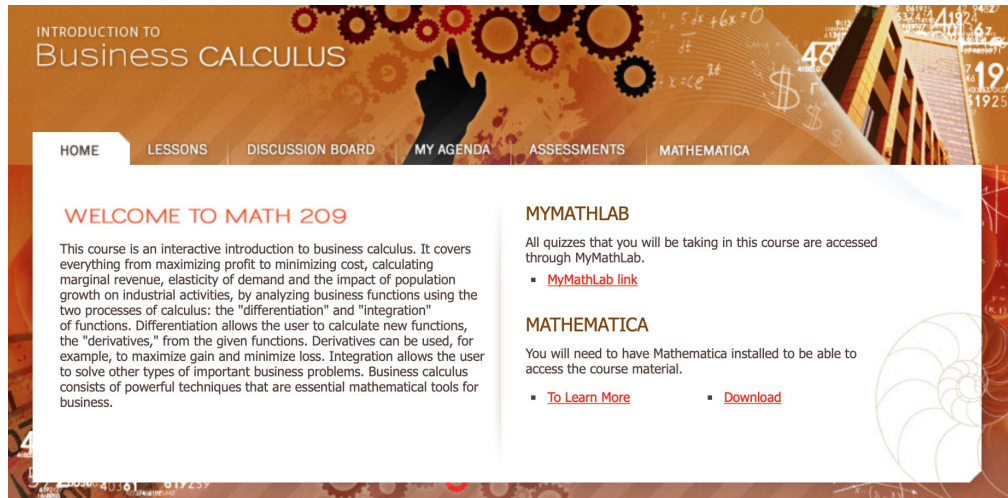 INTRODUCTION TO
Business CALCULUS
HOME
LESSONS
DISCUSSION BOARD
MY AGENDA
ASSESSMENTS
MATHEMATICA
WELCOME TO MATH 209
This course is an interactive introduction to business calculus. It covers
everything from maximizing profit to minimizing cost, calculating
marginal revenue, elasticity of demand and the impact of population
growth on industrial activities, by analyzing business functions using the
two processes of calculus: the "differentiation" and "integration"
of functions. Differentiation allows the user to calculate new functions,
the "derivatives," from the given functions. Derivatives can be used, for
example, to maximize gain and minimize loss. Integration allows the user
to solve other types of important business problems. Business calculus
consists of powerful techniques that are essential mathematical tools for
business.
MYMATHLAB
All quizzes that you will be taking in this course are accessed
through MyMathLab.
▪ MyMathLab link
MATHEMATICA
You will need to have Mathematica installed to be able to
access the course material.
▪ To Learn More
▪ Download